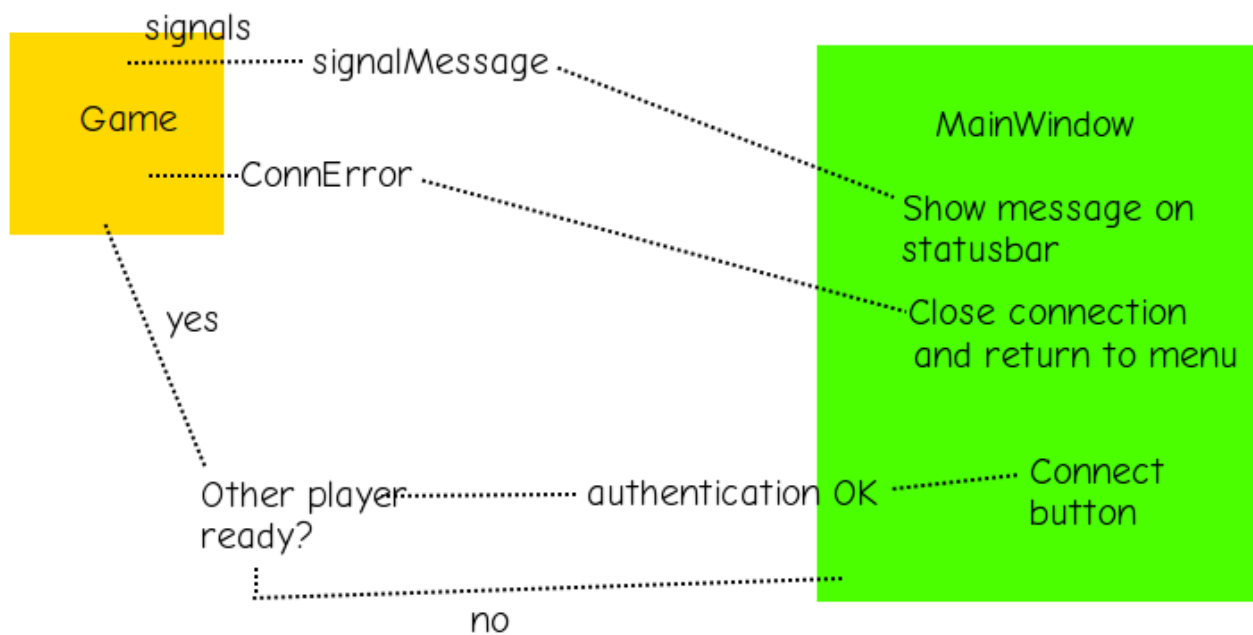 signals
signalMessage
Game
MainWindow
ConnError
Show message on
statusbar
Close connection
and return to menu
yes
Other player
ready?
authentication OK
Connect
button
no